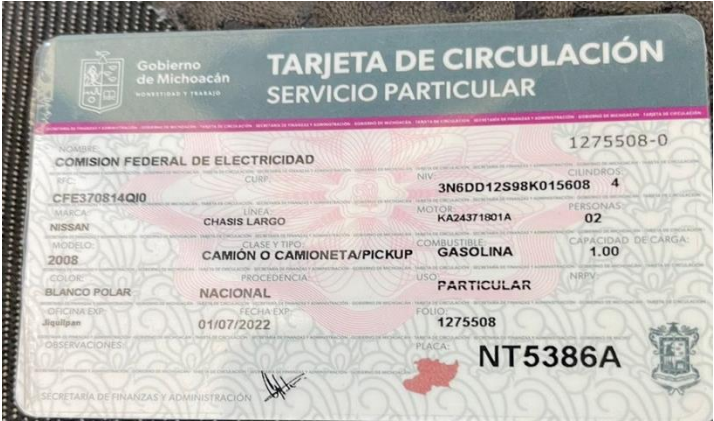 Gobierno
de Michoacán
HONESTIDAD Y TRABAJO
TARJETA DE CIRCULACIÓN
SERVICIO PARTICULAR
1275508-0
NOMBRE:
COMISION FEDERAL DE ELECTRICIDAD
RFC: CURP: NIV: CILINDROS:
CFE370814QI0 3N6DD12S98K015608 4
MARCA: LÍNEA: MOTOR: PERSONAS:
NISSAN CHASIS LARGO KA24371801A 02
MODELO: CLASE Y TIPO: COMBUSTIBLE: CAPACIDAD DE CARGA:
2008 CAMIÓN O CAMIONETA/PICKUP GASOLINA 1.00
COLOR: PROCEDENCIA: USO: NRPV:
BLANCO POLAR NACIONAL PARTICULAR
OFICINA EXP: FECHA EXP: FOLIO:
Jiquilpan 01/07/2022 1275508
OBSERVACIONES: PLACA:
NT5386A
SECRETARÍA DE FINANZAS Y ADMINISTRACIÓN